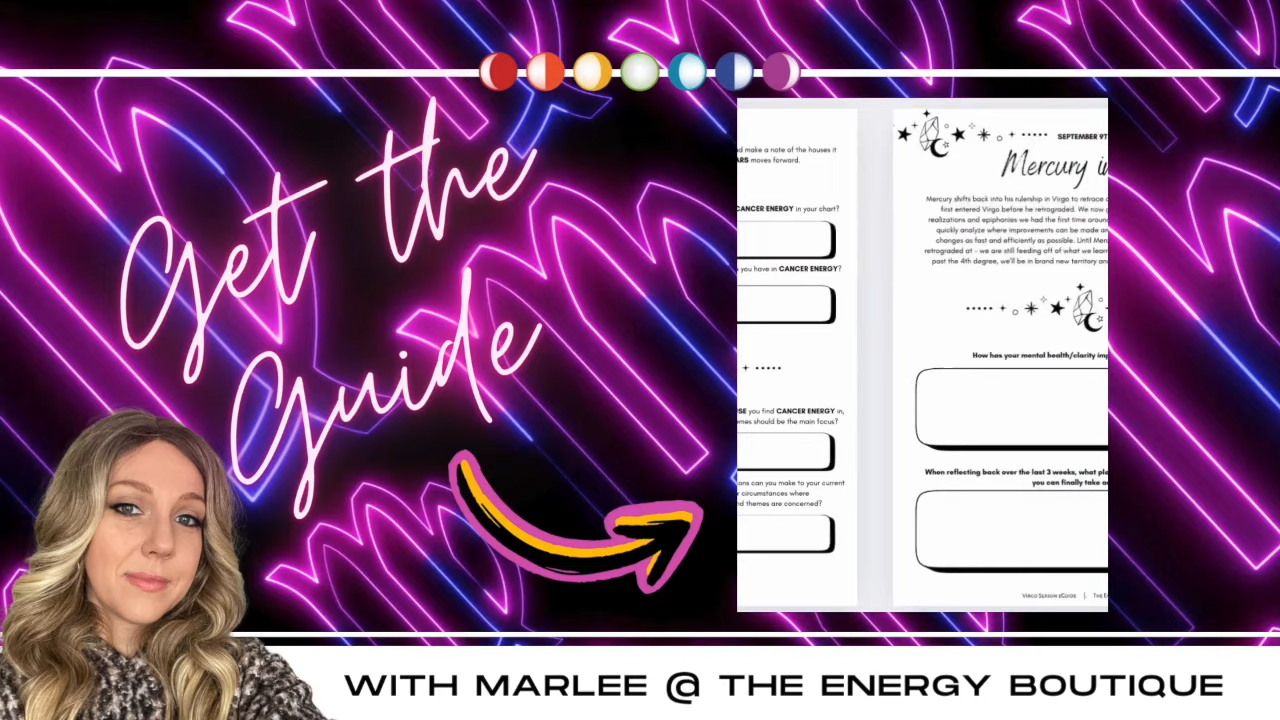 Get the
Guide
d make a note of the houses it
ARS moves forward.
CANCER ENERGY in your chart?
you have in CANCER ENERGY?
SE you find CANCER ENERGY in,
emes should be the main focus?
ons can you make to your current
r circumstances where
nd themes are concerned?
SEPTEMBER 9T
Mercury in
Mercury shifts back into his rulership in Virgo to retrace
first entered Virgo before he retrograded. We now
realizations and epiphonies we had the first time aroun
quickly analyze where improvements can be made an
changes as fast and efficiently as possible. Until Merc
retrograded at - we are still feeding off of what we lear
past the 4th degree, we'll be in brand new territory an
How has your mental health/clarity imp
When reflecting back over the last 3 weeks, what pla
you can finally take a
Virgo Season eGuide | The E
WITH MARLEE @ THE ENERGY BOUTIQUE